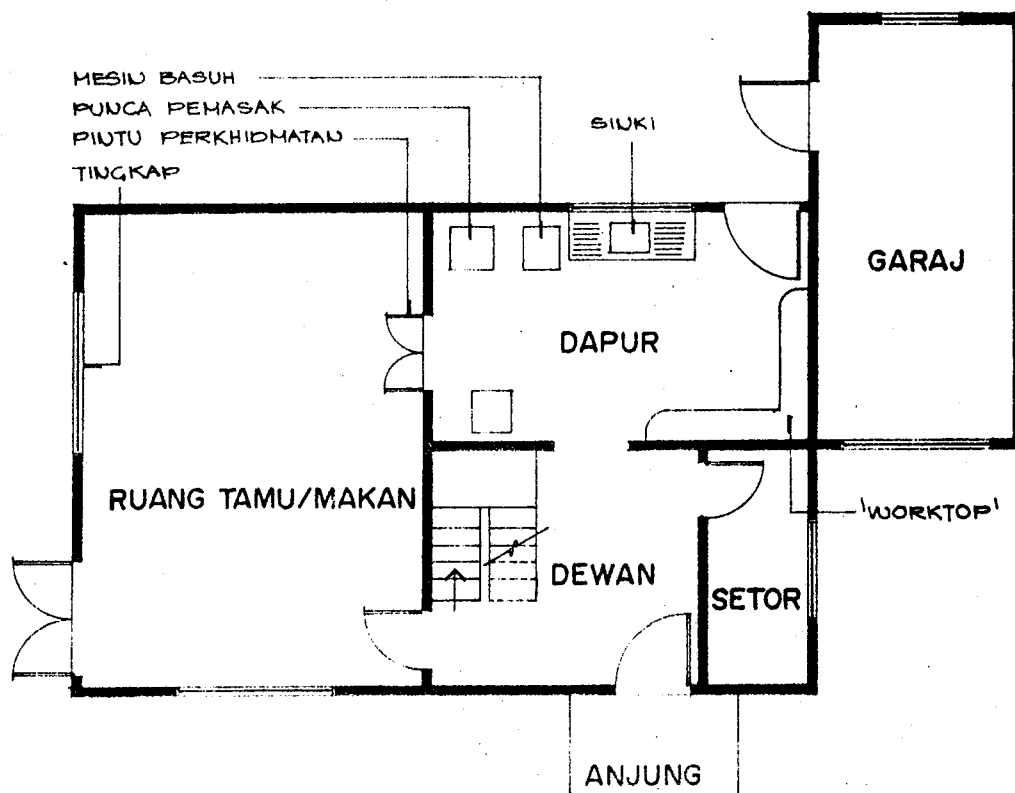 MESIN BASUH
PUNCA PEMASAK
PINTU PERKHIDMATAN
TINGKAP
SINKI
GARAJ
DAPUR
RUANG TAMU/MAKAN
'WORKTOP'
DEWAN
SETOR
ANJUNG